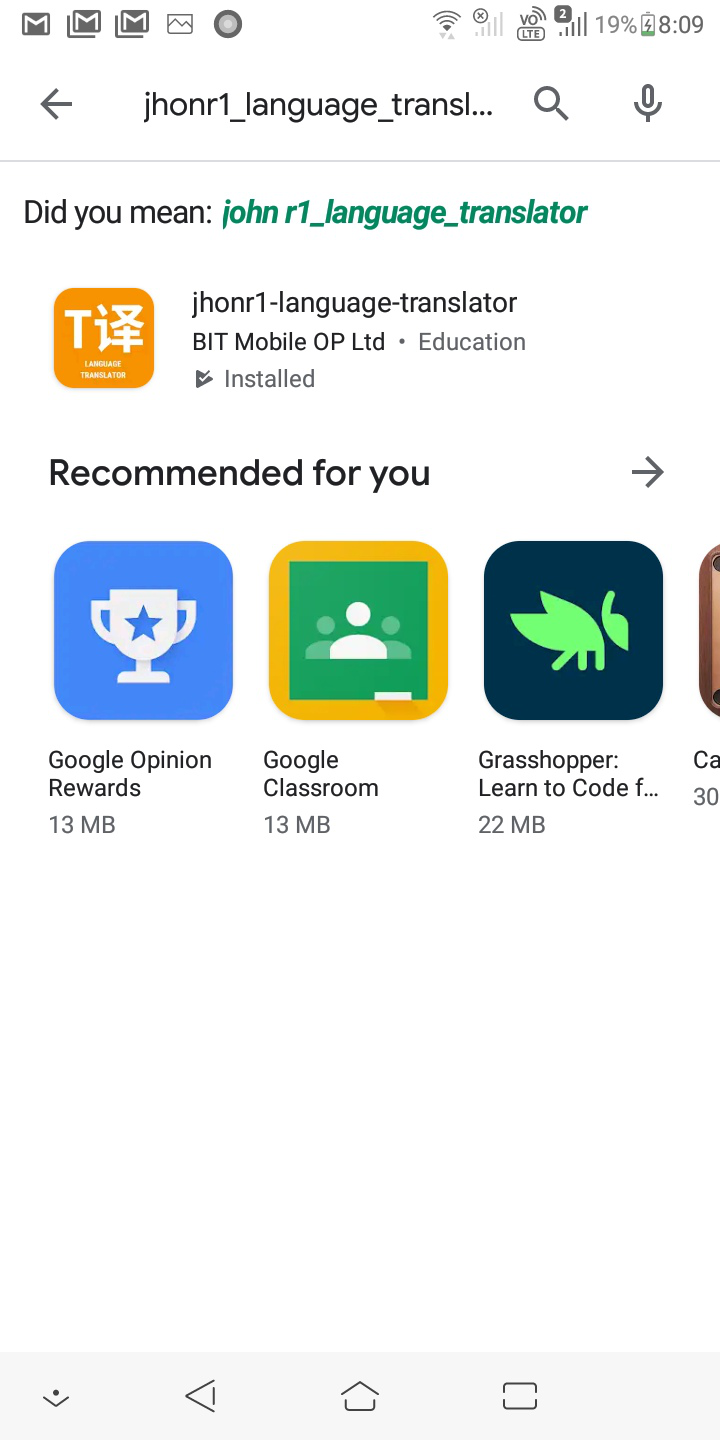 VO
LTE
2
19%
8:09
jhonr1_language_transl...
Did you mean: john r1_language_translator
T译
LANGUAGE
TRANSLATOR
jhonr1-language-translator
BIT Mobile OP Ltd • Education
Installed
Recommended for you
Google Opinion
Rewards
13 MB
Google
Classroom
13 MB
Grasshopper:
Learn to Code f...
22 MB
Ca
30